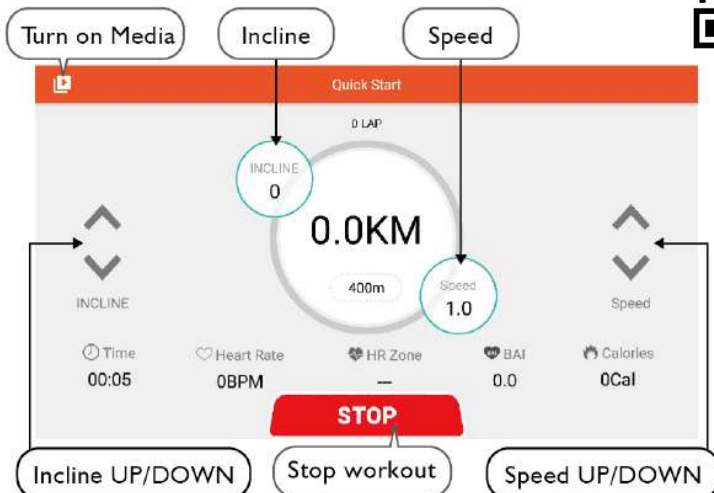 Turn on Media
Incline
Speed
Quick Start
0 LAP
INCLINE
0
0.0KM
400m
Speed
1.0
INCLINE
Speed
Time
Heart Rate
HR Zone
BAI
Calories
00:05
0BPM
---
0.0
0Cal
STOP
Incline UP/DOWN
Stop workout
Speed UP/DOWN